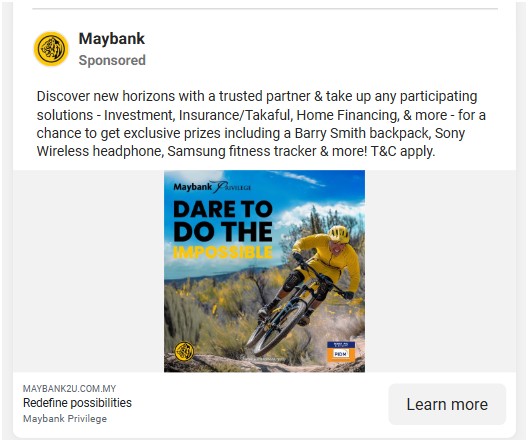 Maybank
Sponsored
Discover new horizons with a trusted partner & take up any participating
solutions - Investment, Insurance/Takaful, Home Financing, & more - for a
chance to get exclusive prizes including a Barry Smith backpack, Sony
Wireless headphone, Samsung fitness tracker & more! T&C apply.
Maybank PRIVILEGE
DARE TO
DO THE
IMPOSSIBLE
PIDM
MAYBANK2U.COM.MY
Redefine possibilities
Maybank Privilege
Learn more